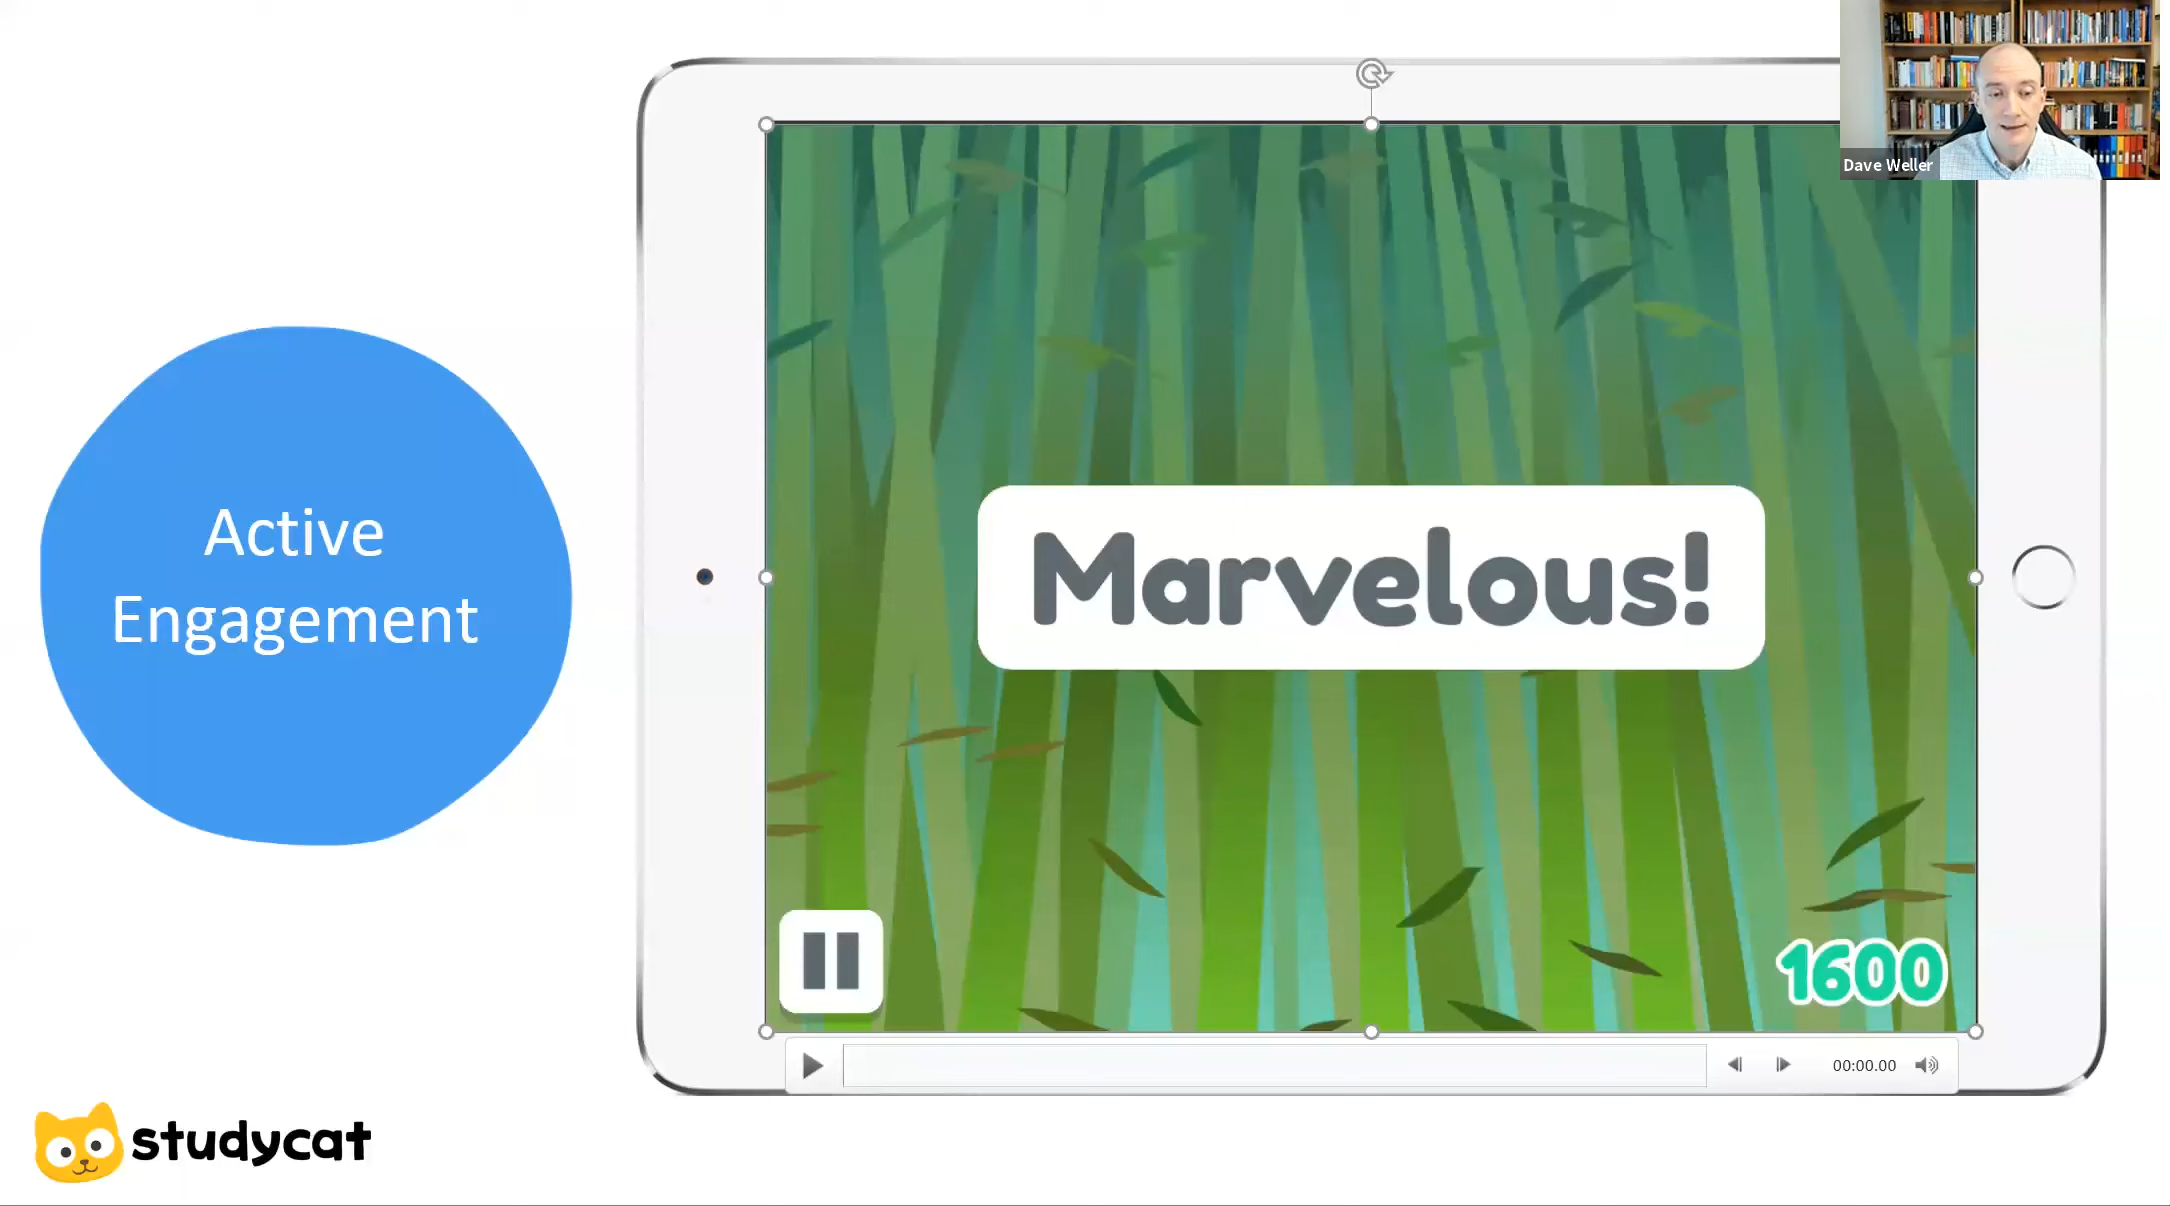 Dave Weller
Active
Engagement
Marvelous!
1600
00:00.00
studycat